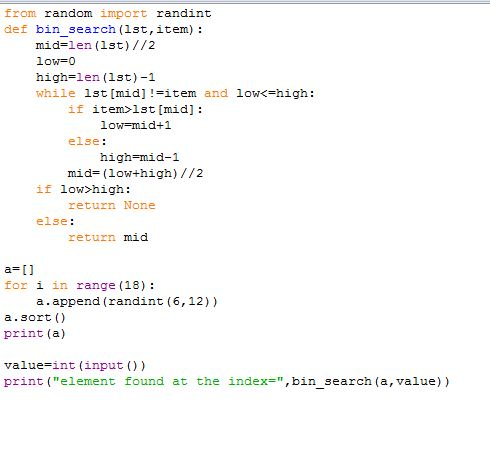 from random import randint
def bin_search(lst,item):
    mid=len(lst)//2
    low=0
    high=len(lst)-1
    while lst[mid]!=item and low<=high:
        if item>lst[mid]:
            low=mid+1
        else:
            high=mid-1
        mid=(low+high)//2
    if low>high:
        return None
    else:
        return mid

a=[]
for i in range(18):
    a.append(randint(6,12))
a.sort()
print(a)

value=int(input())
print("element found at the index=",bin_search(a,value))